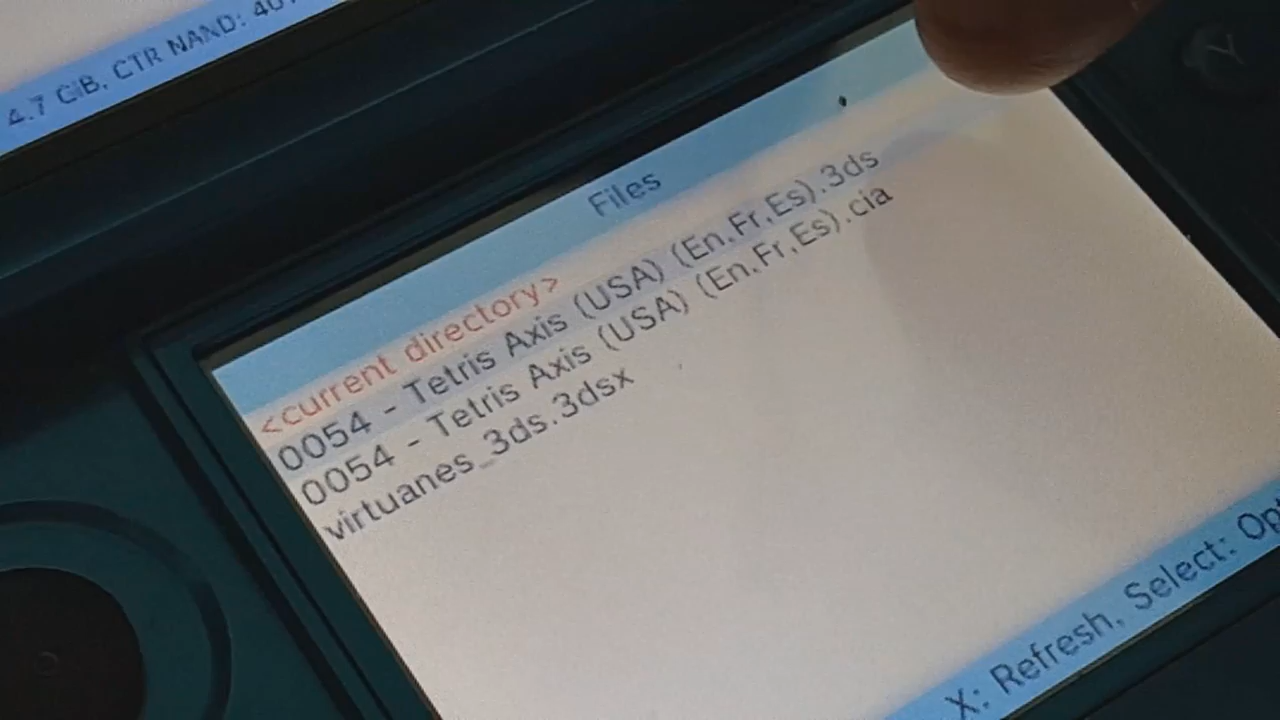 4.7 GiB, CTR NAND:
Files
<current directory>
0054 - Tetris Axis (USA) (En,Fr,Es).3ds
0054 - Tetris Axis (USA) (En,Fr,Es).cia
virtuanes_3ds.3dsx
X: Refresh, Select:
Y